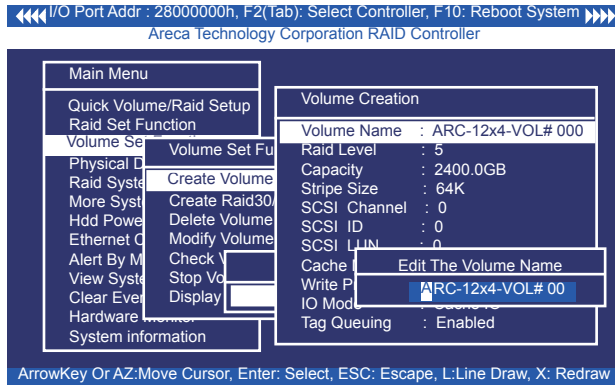 I/O Port Addr : 28000000h, F2(Tab): Select Controller, F10: Reboot System
Areca Technology Corporation RAID Controller
Main Menu
Quick Volume/Raid Setup
Raid Set Function
Volume Set
Physical D
Raid Syste
More Syst
Hdd Powe
Ethernet C
Alert By M
View Syste
Clear Even
Hardware
System information
Volume Set Fu
Create Volume
Create Raid30/
Delete Volume
Modify Volume
Check V
Stop Vo
Display
Volume Creation
Volume Name : ARC-12x4-VOL# 000
Raid Level : 5
Capacity : 2400.0GB
Stripe Size : 64K
SCSI Channel : 0
SCSI ID : 0
SCSI LUN : 0
Cache
Write P
IO Mode
Tag Queuing : Enabled
Edit The Volume Name
ARC-12x4-VOL# 00
ArrowKey Or AZ:Move Cursor, Enter: Select, ESC: Escape, L:Line Draw, X: Redraw